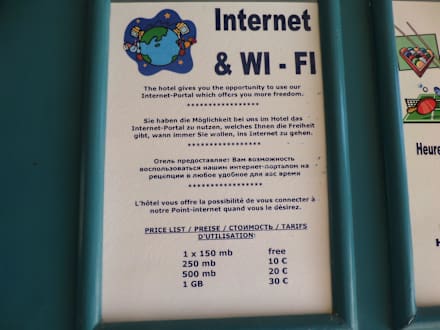 Internet
& WI - FI
The hotel gives you the opportunity to use our
Internet-Portal which offers you more freedom.
*****************
Sie haben die Möglichkeit bei uns im Hotel das
Internet-Portal zu nutzen, welches Ihnen die Freiheit
gibt, wann immer Sie wallen, ins Internet zu gehen.
*****************
Отель предоставляе: Вам возможность
воспользоваться нашим интернет-порталом на
рецепции в любое удобное для вас время
*****************
L'hôtel vous offre la possibilité de vous connecter à
notre Point-internet quand vous le désirez.
PRICE LIST / PREISE / СТОИМОСТЬ / TARIFS
D'UTILISATION:
1 x 150 mb free
250 mb 10 €
500 mb 20 €
1 GB 30 €
Heure
H